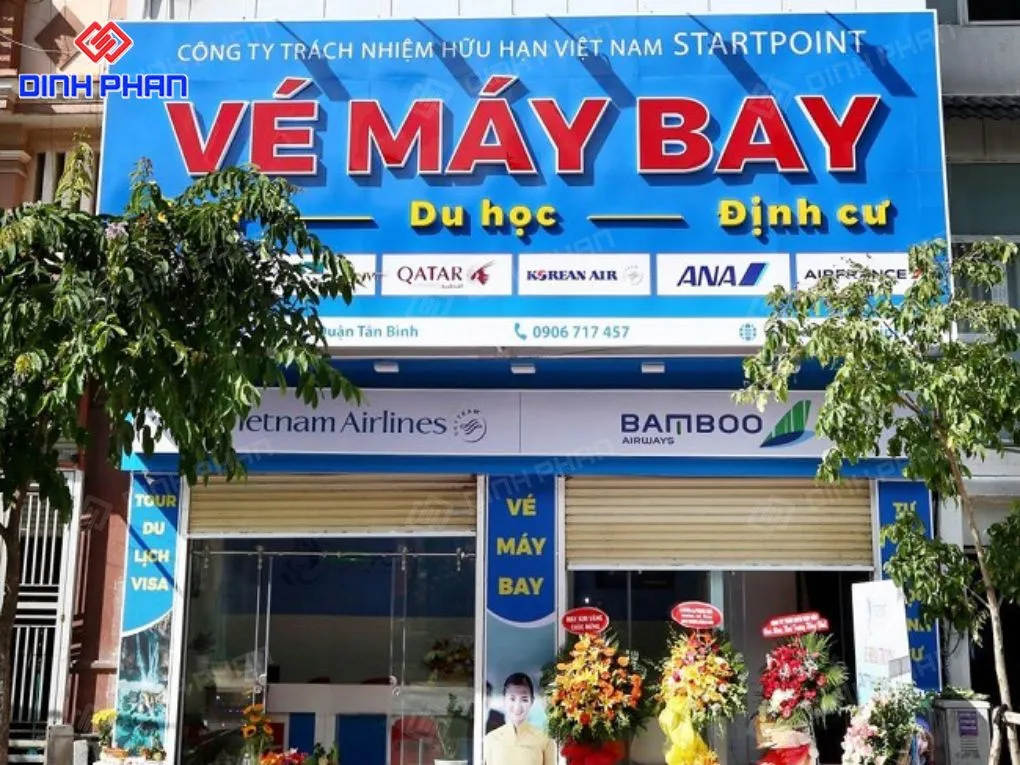 DINH PHAN
CÔNG TY TRÁCH NHIỆM HỮU HẠN VIỆT NAM STARTPOINT
VÉ MÁY BAY
Du học
Định cư
QATAR
KOREAN AIR
ANA
AIRFRANCE
Quận Tân Bình
0906 717 457
Vietnam Airlines
SKYTEAM
BAMBOO
AIRWAYS
TOUR
DU
LỊCH
VISA
VÉ
MÁY
BAY